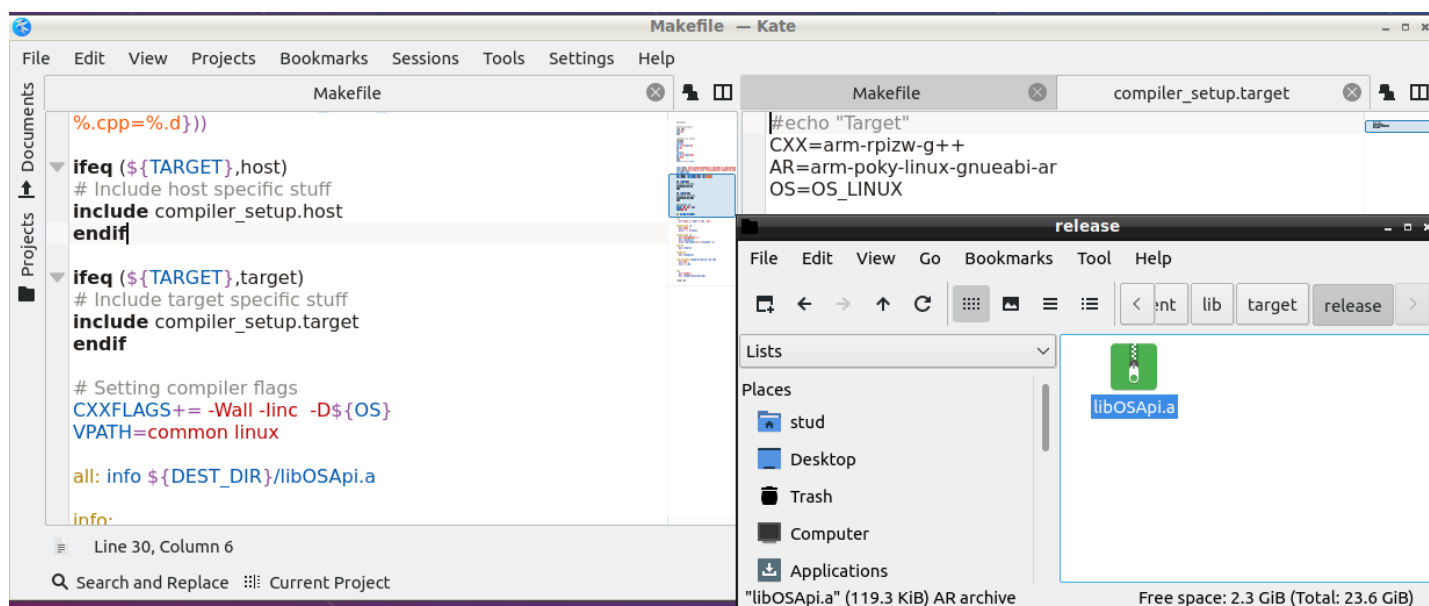 Makefile — Kate
File Edit View Projects Bookmarks Sessions Tools Settings Help
Documents
Projects
Makefile
%.cpp=%.d}))
ifeq (${TARGET},host)
# Include host specific stuff
include compiler_setup.host
endif
ifeq (${TARGET},target)
# Include target specific stuff
include compiler_setup.target
endif
# Setting compiler flags
CXXFLAGS+= -Wall -Iinc -D${OS}
VPATH=common linux
all: info ${DEST_DIR}/libOSApi.a
info:
Line 30, Column 6
Search and Replace Current Project
Makefile compiler_setup.target
#echo "Target"
CXX=arm-rpizw-g++
AR=arm-poky-linux-gnueabi-ar
OS=OS_LINUX
release
File Edit View Go Bookmarks Tool Help
lib target release
Lists
Places
stud
Desktop
Trash
Computer
Applications
libOSApi.a
"libOSApi.a" (119.3 KiB) AR archive Free space: 2.3 GiB (Total: 23.6 GiB)